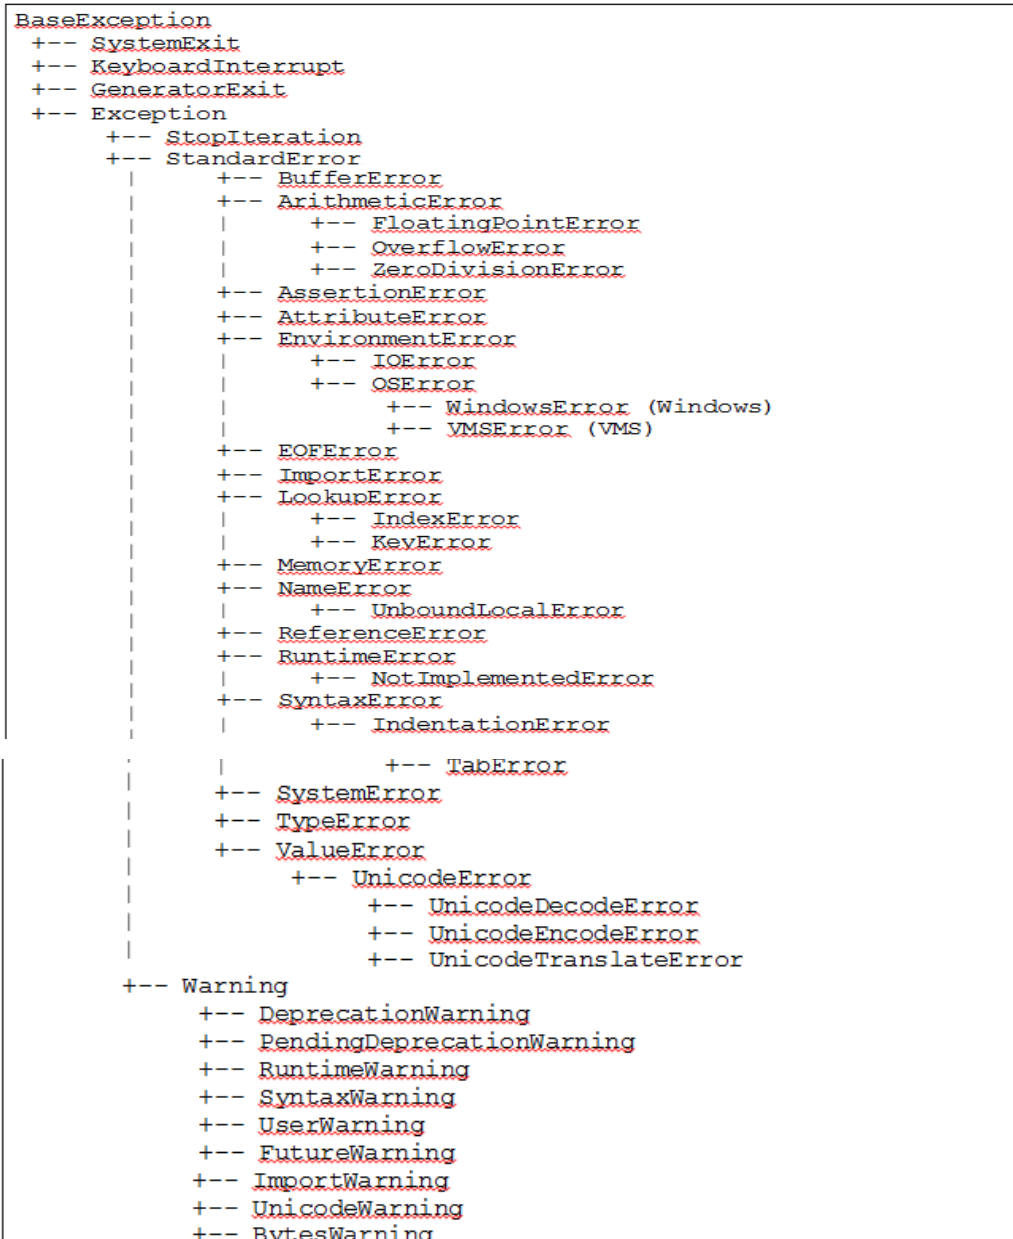 BaseException
+-- SystemExit
+-- KeyboardInterrupt
+-- GeneratorExit
+-- Exception
+-- StopIteration
+-- StandardError
| +-- BufferError
| +-- ArithmeticError
| | +-- FloatingPointError
| | +-- OverflowError
| | +-- ZeroDivisionError
| +-- AssertionError
| +-- AttributeError
| +-- EnvironmentError
| | +-- IOError
| | +-- OSError
| | +-- WindowsError (Windows)
| | +-- VMSError (VMS)
| +-- EOFError
| +-- ImportError
| +-- LookupError
| | +-- IndexError
| | +-- KeyError
| +-- MemoryError
| +-- NameError
| | +-- UnboundLocalError
| +-- ReferenceError
| +-- RuntimeError
| | +-- NotImplementedError
| +-- SyntaxError
| | +-- IndentationError
| | +-- TabError
| +-- SystemError
| +-- TypeError
| +-- ValueError
| +-- UnicodeError
| +-- UnicodeDecodeError
| +-- UnicodeEncodeError
| +-- UnicodeTranslateError
+-- Warning
+-- DeprecationWarning
+-- PendingDeprecationWarning
+-- RuntimeWarning
+-- SyntaxWarning
+-- UserWarning
+-- FutureWarning
+-- ImportWarning
+-- UnicodeWarning
+-- BytesWarning